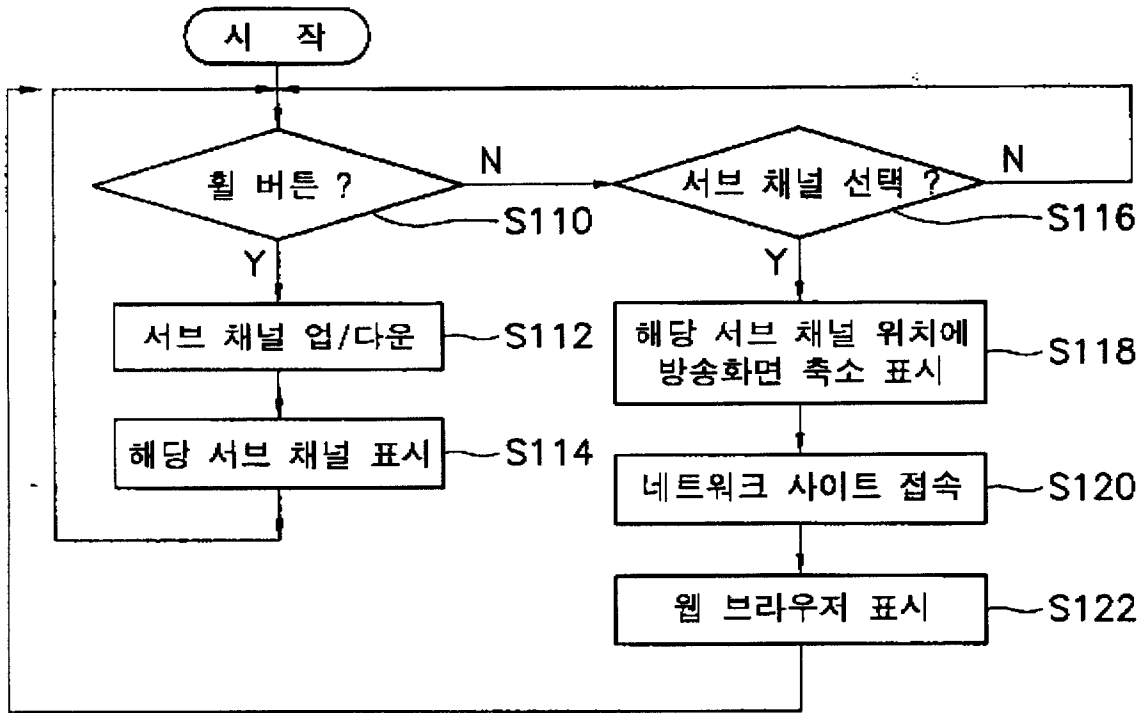 시 작
휠 버튼 ?
N
S110
Y
서브 채널 업/다운
S112
해당 서브 채널 표시
S114
서브 채널 선택 ?
N
S116
Y
해당 서브 채널 위치에
방송화면 축소 표시
S118
네트워크 사이트 접속
S120
웹 브라우저 표시
S122